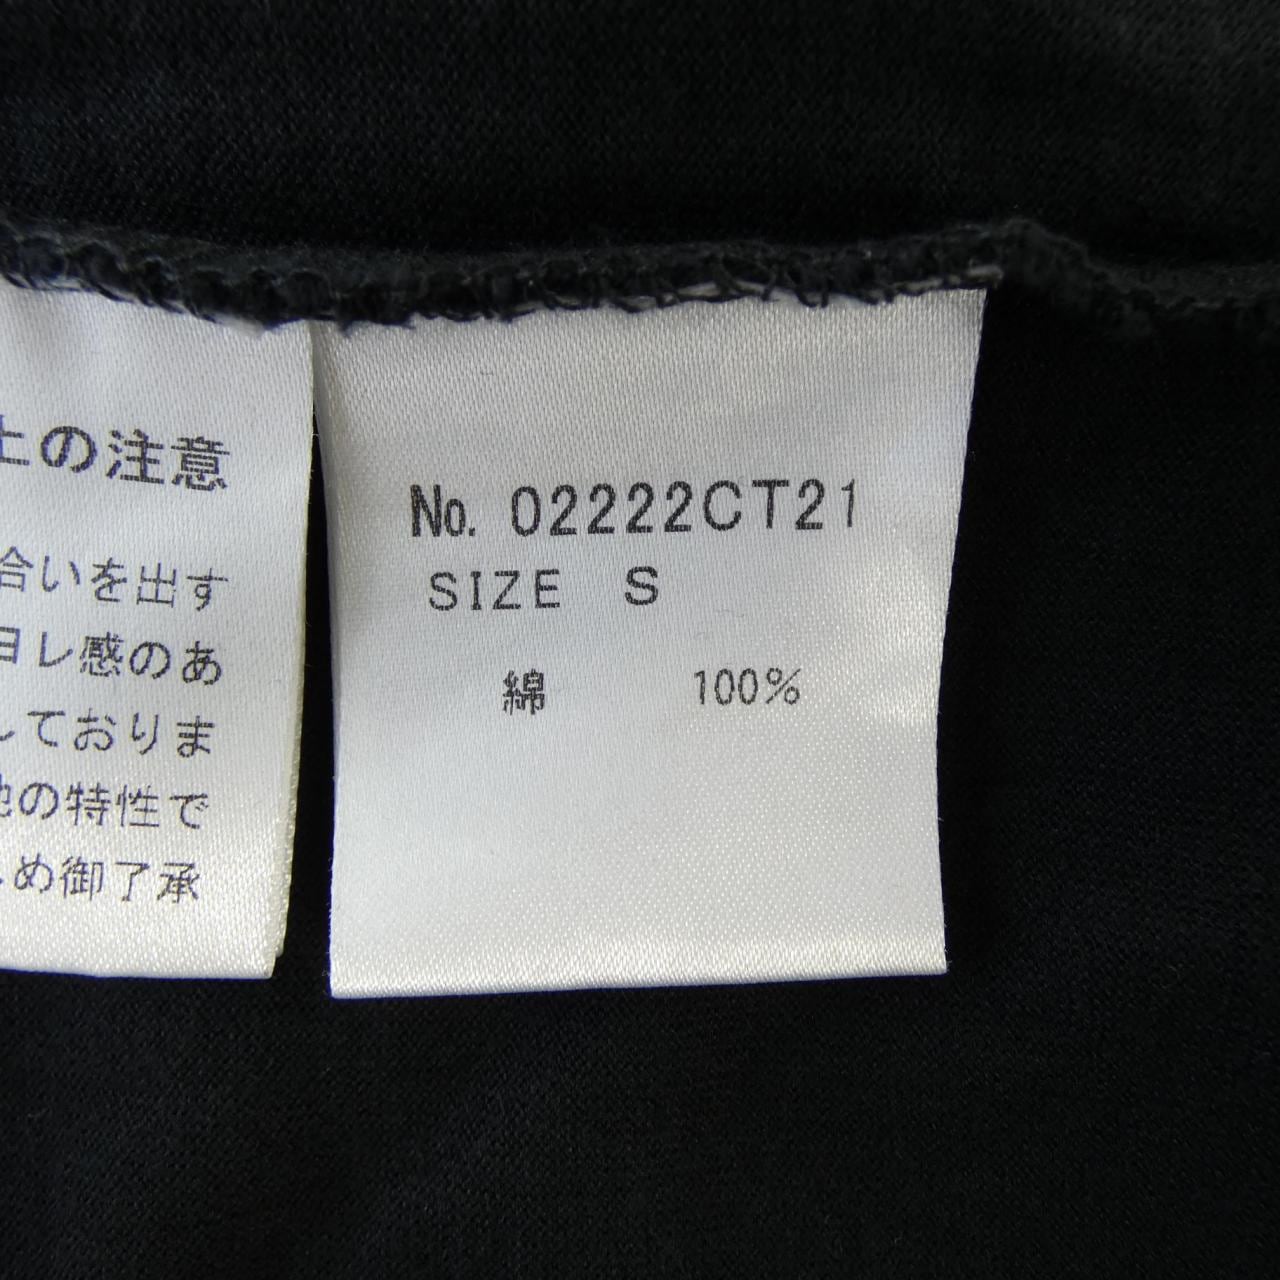 上の注意
合いを出す
ヨレ感のあ
しておりま
地の特性で
じめ御了承
No. 02222CT21
SIZE S
綿 100%